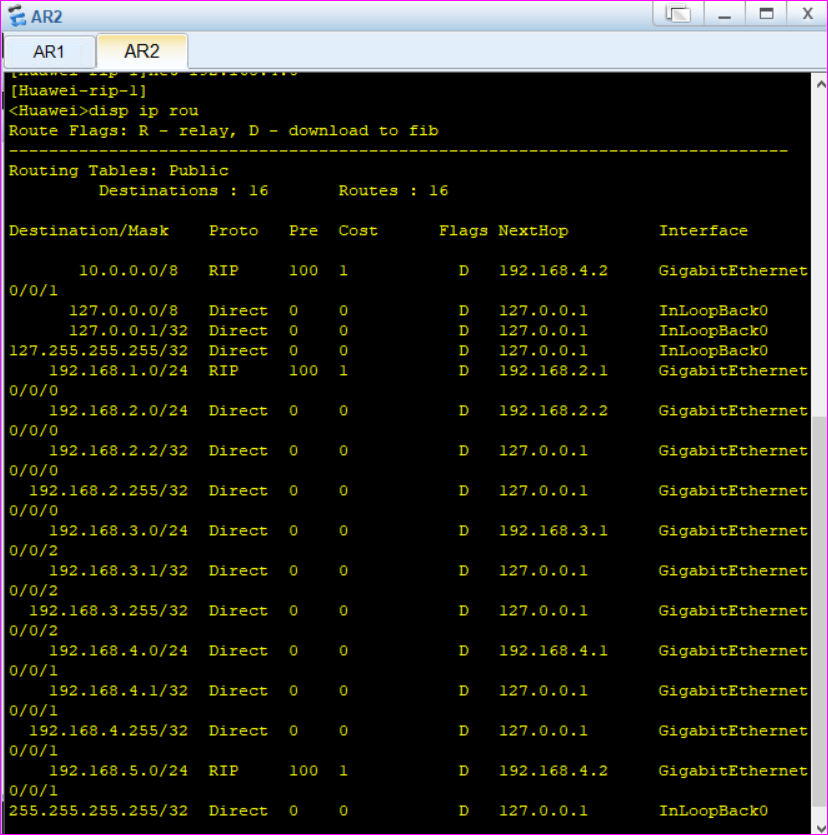 AR2
AR1 AR2
[Huawei-rip-1]
<Huawei>disp ip rou
Route Flags: R - relay, D - download to fib
------------------------------------------------------------------------------
Routing Tables: Public
         Destinations : 16       Routes : 16

Destination/Mask    Proto   Pre  Cost      Flags NextHop         Interface

       10.0.0.0/8   RIP     100  1           D   192.168.4.2     GigabitEthernet
0/0/1
      127.0.0.0/8   Direct  0    0           D   127.0.0.1       InLoopBack0
      127.0.0.1/32  Direct  0    0           D   127.0.0.1       InLoopBack0
127.255.255.255/32  Direct  0    0           D   127.0.0.1       InLoopBack0
    192.168.1.0/24  RIP     100  1           D   192.168.2.1     GigabitEthernet
0/0/0
    192.168.2.0/24  Direct  0    0           D   192.168.2.2     GigabitEthernet
0/0/0
    192.168.2.2/32  Direct  0    0           D   127.0.0.1       GigabitEthernet
0/0/0
  192.168.2.255/32  Direct  0    0           D   127.0.0.1       GigabitEthernet
0/0/0
    192.168.3.0/24  Direct  0    0           D   192.168.3.1     GigabitEthernet
0/0/2
    192.168.3.1/32  Direct  0    0           D   127.0.0.1       GigabitEthernet
0/0/2
  192.168.3.255/32  Direct  0    0           D   127.0.0.1       GigabitEthernet
0/0/2
    192.168.4.0/24  Direct  0    0           D   192.168.4.1     GigabitEthernet
0/0/1
    192.168.4.1/32  Direct  0    0           D   127.0.0.1       GigabitEthernet
0/0/1
  192.168.4.255/32  Direct  0    0           D   127.0.0.1       GigabitEthernet
0/0/1
    192.168.5.0/24  RIP     100  1           D   192.168.4.2     GigabitEthernet
0/0/1
255.255.255.255/32  Direct  0    0           D   127.0.0.1       InLoopBack0